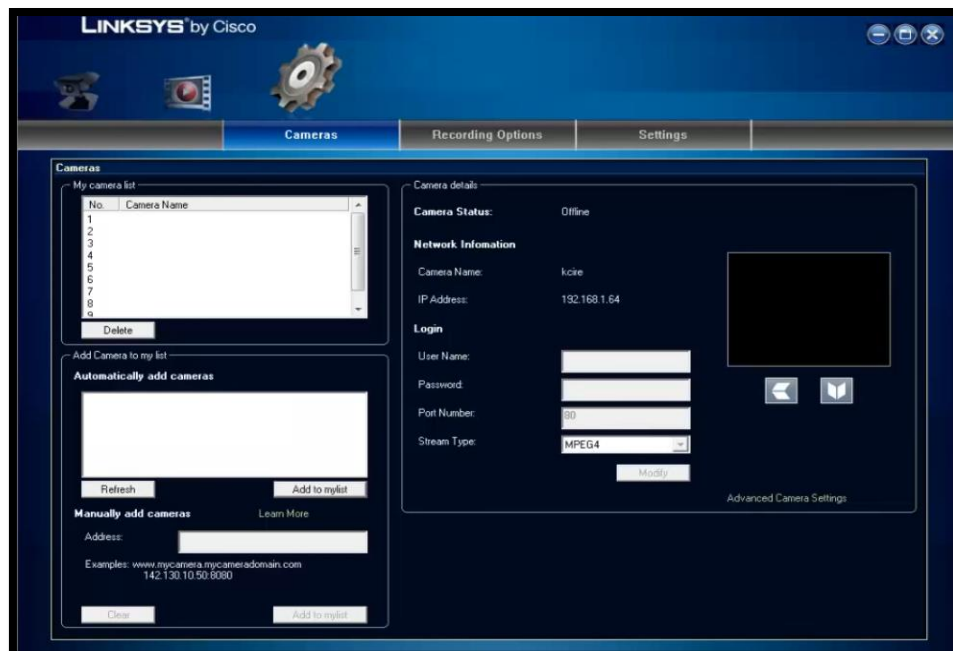 LINKSYS® by Cisco
Cameras
Recording Options
Settings
Cameras
My camera list
No. Camera Name
1
2
3
4
5
6
7
8
9
Delete
Add Camera to my list
Automatically add cameras
Refresh
Add to mylist
Manually add cameras
Learn More
Address:
Examples: www.mycamera.mycameradomain.com
142.130.10.50:8080
Clear
Add to mylist
Camera details
Camera Status: Offline
Network Infomation
Camera Name: kcire
IP Address: 192.168.1.64
Login
User Name:
Password:
Port Number: 80
Stream Type: MPEG4
Modify
Advanced Camera Settings